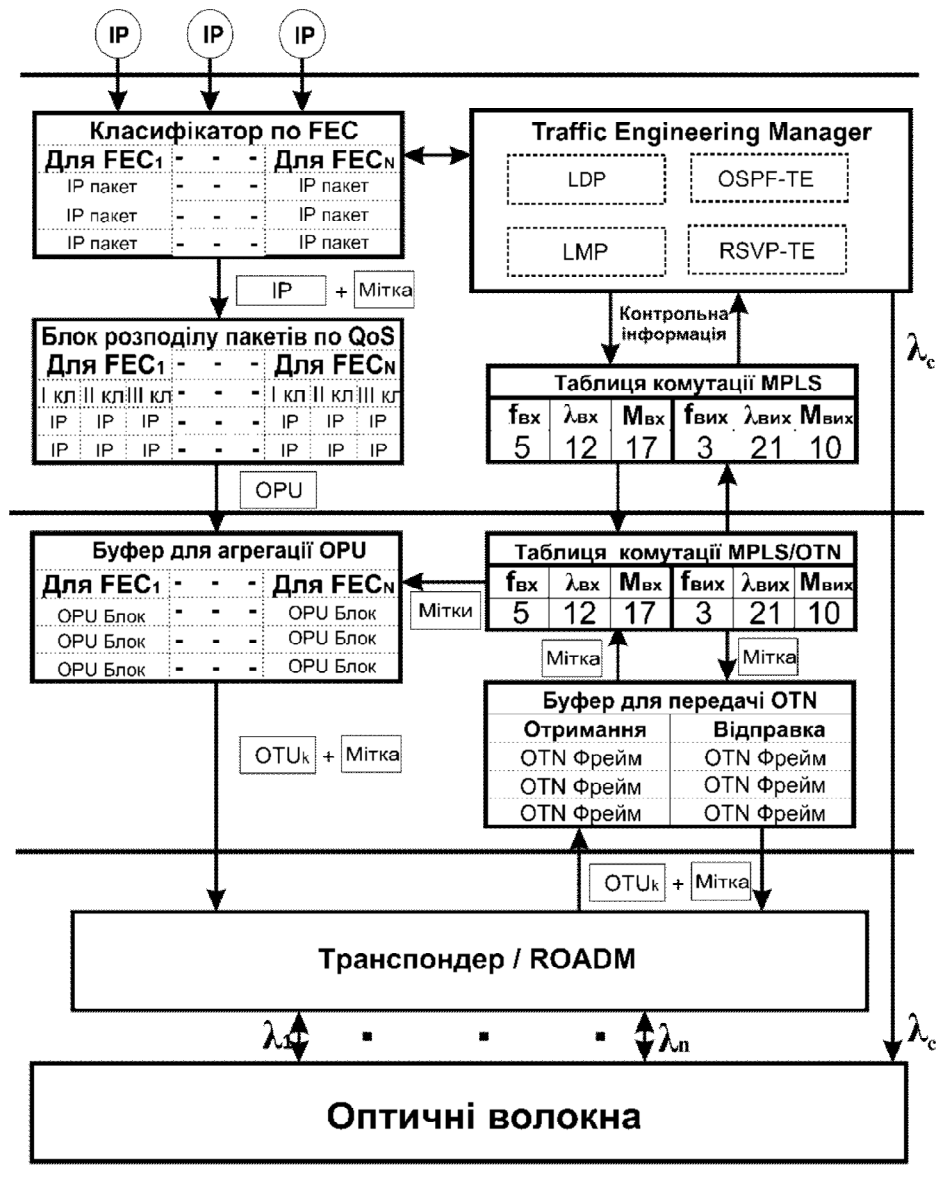 IP IP IP
Класифікатор по FEC
Для FEC1 - - - Для FECN
IP пакет - - - IP пакет
IP пакет - - - IP пакет
IP пакет - - - IP пакет
Traffic Engineering Manager
LDP OSPF-TE
LMP RSVP-TE
IP + Мітка
Контрольна
інформація
λc
Блок розподілу пакетів по QoS
Для FEC1 - - - Для FECN
I кл II кл III кл - - - I кл II кл III кл
IP IP IP - - - IP IP IP
IP IP IP - - - IP IP IP
Таблиця комутації MPLS
fвх λвх Mвх fвих λвих Mвих
5 12 17 3 21 10
OPU
Буфер для агрегації OPU
Для FEC1 - - - Для FECN
OPU Блок - - - OPU Блок
OPU Блок - - - OPU Блок
OPU Блок - - - OPU Блок
Таблиця комутації MPLS/OTN
fвх λвх Mвх fвих λвих Mвих
5 12 17 3 21 10
Мітки
Мітка Мітка
Буфер для передачі OTN
Отримання Відправка
OTN Фрейм OTN Фрейм
OTN Фрейм OTN Фрейм
OTN Фрейм OTN Фрейм
OTUk + Мітка
OTUk + Мітка
Транспондер / ROADM
λ1 λn λc
Оптичні волокна